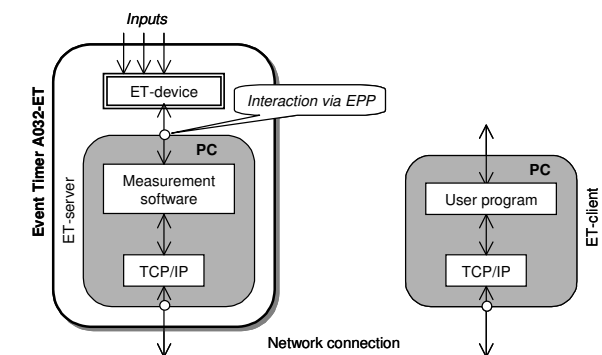 Inputs
Event Timer A032-ET
ET-server
ET-device
Interaction via EPP
PC
Measurement
software
TCP/IP
PC
User program
TCP/IP
ET-client
Network connection